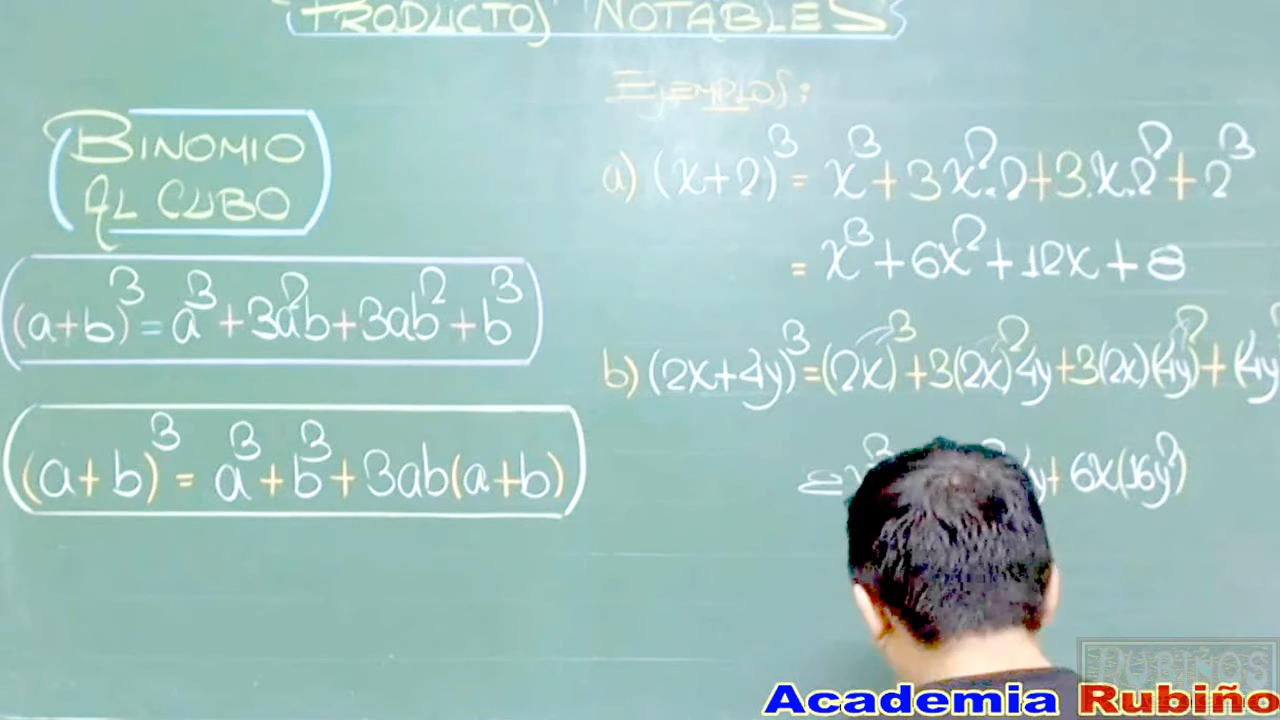 PRODUCTOS NOTABLES
BINOMIO
AL CUBO
(a+b)³ = a³+3a²b+3ab²+b³
(a+b)³ = a³+b³+3ab(a+b)
EJEMPLOS:
a) (x+2)³ = x³+3x².2+3.x.2²+2³
= x³+6x²+12x+8
b) (2x+4y)³=(2x)³+3(2x)²4y+3(2x)(4y)²+(4y
y+ 6x(16y²)
Academia Rubiño
RUBIÑOS